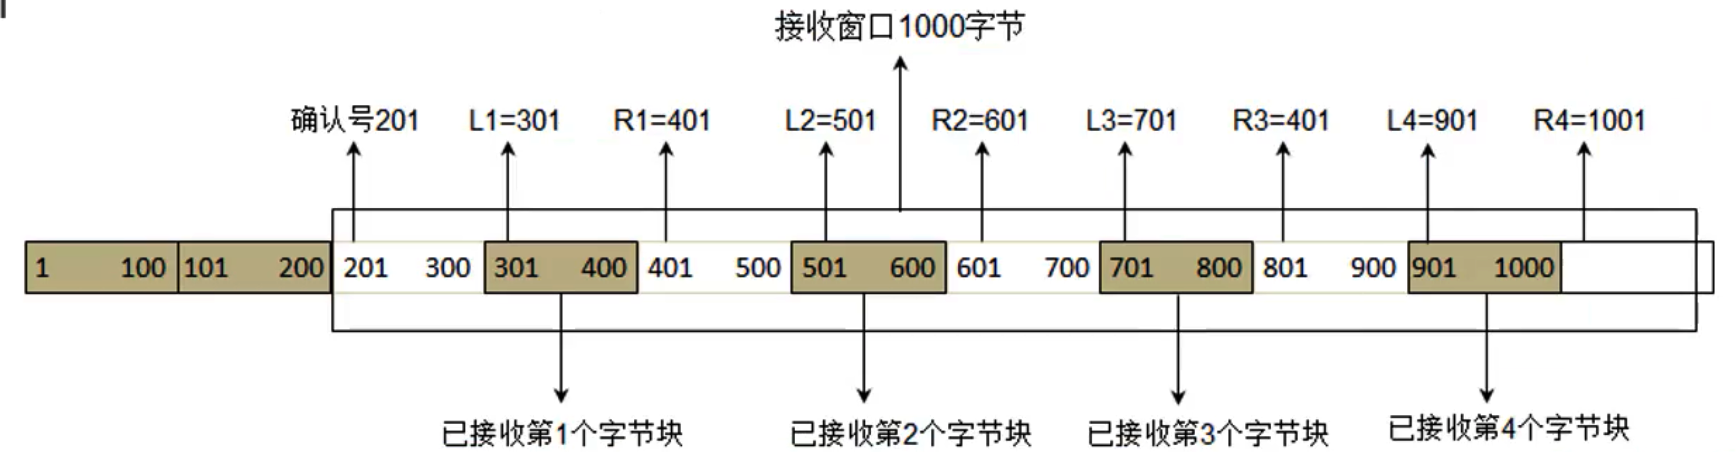 接收窗口1000字节
确认号201 L1=301 R1=401 L2=501 R2=601 L3=701 R3=401 L4=901 R4=1001
1 100 101 200 201 300 301 400 401 500 501 600 601 700 701 800 801 900 901 1000
已接收第1个字节块 已接收第2个字节块 已接收第3个字节块 已接收第4个字节块